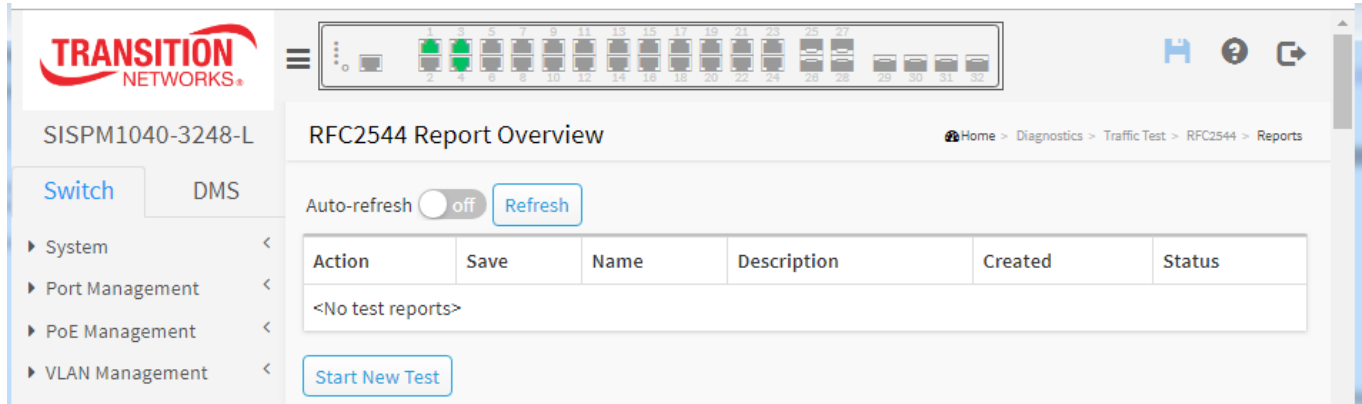 TRANSITION
NETWORKS®
1 3 5 7 9 11 13 15 17 19 21 23 25 27
2 4 6 8 10 12 14 16 18 20 22 24 26 28 29 30 31 32
SISPM1040-3248-L
RFC2544 Report Overview
Home > Diagnostics > Traffic Test > RFC2544 > Reports
Switch DMS
Auto-refresh off Refresh
System
Port Management
PoE Management
VLAN Management
Action Save Name Description Created Status
<No test reports>
Start New Test